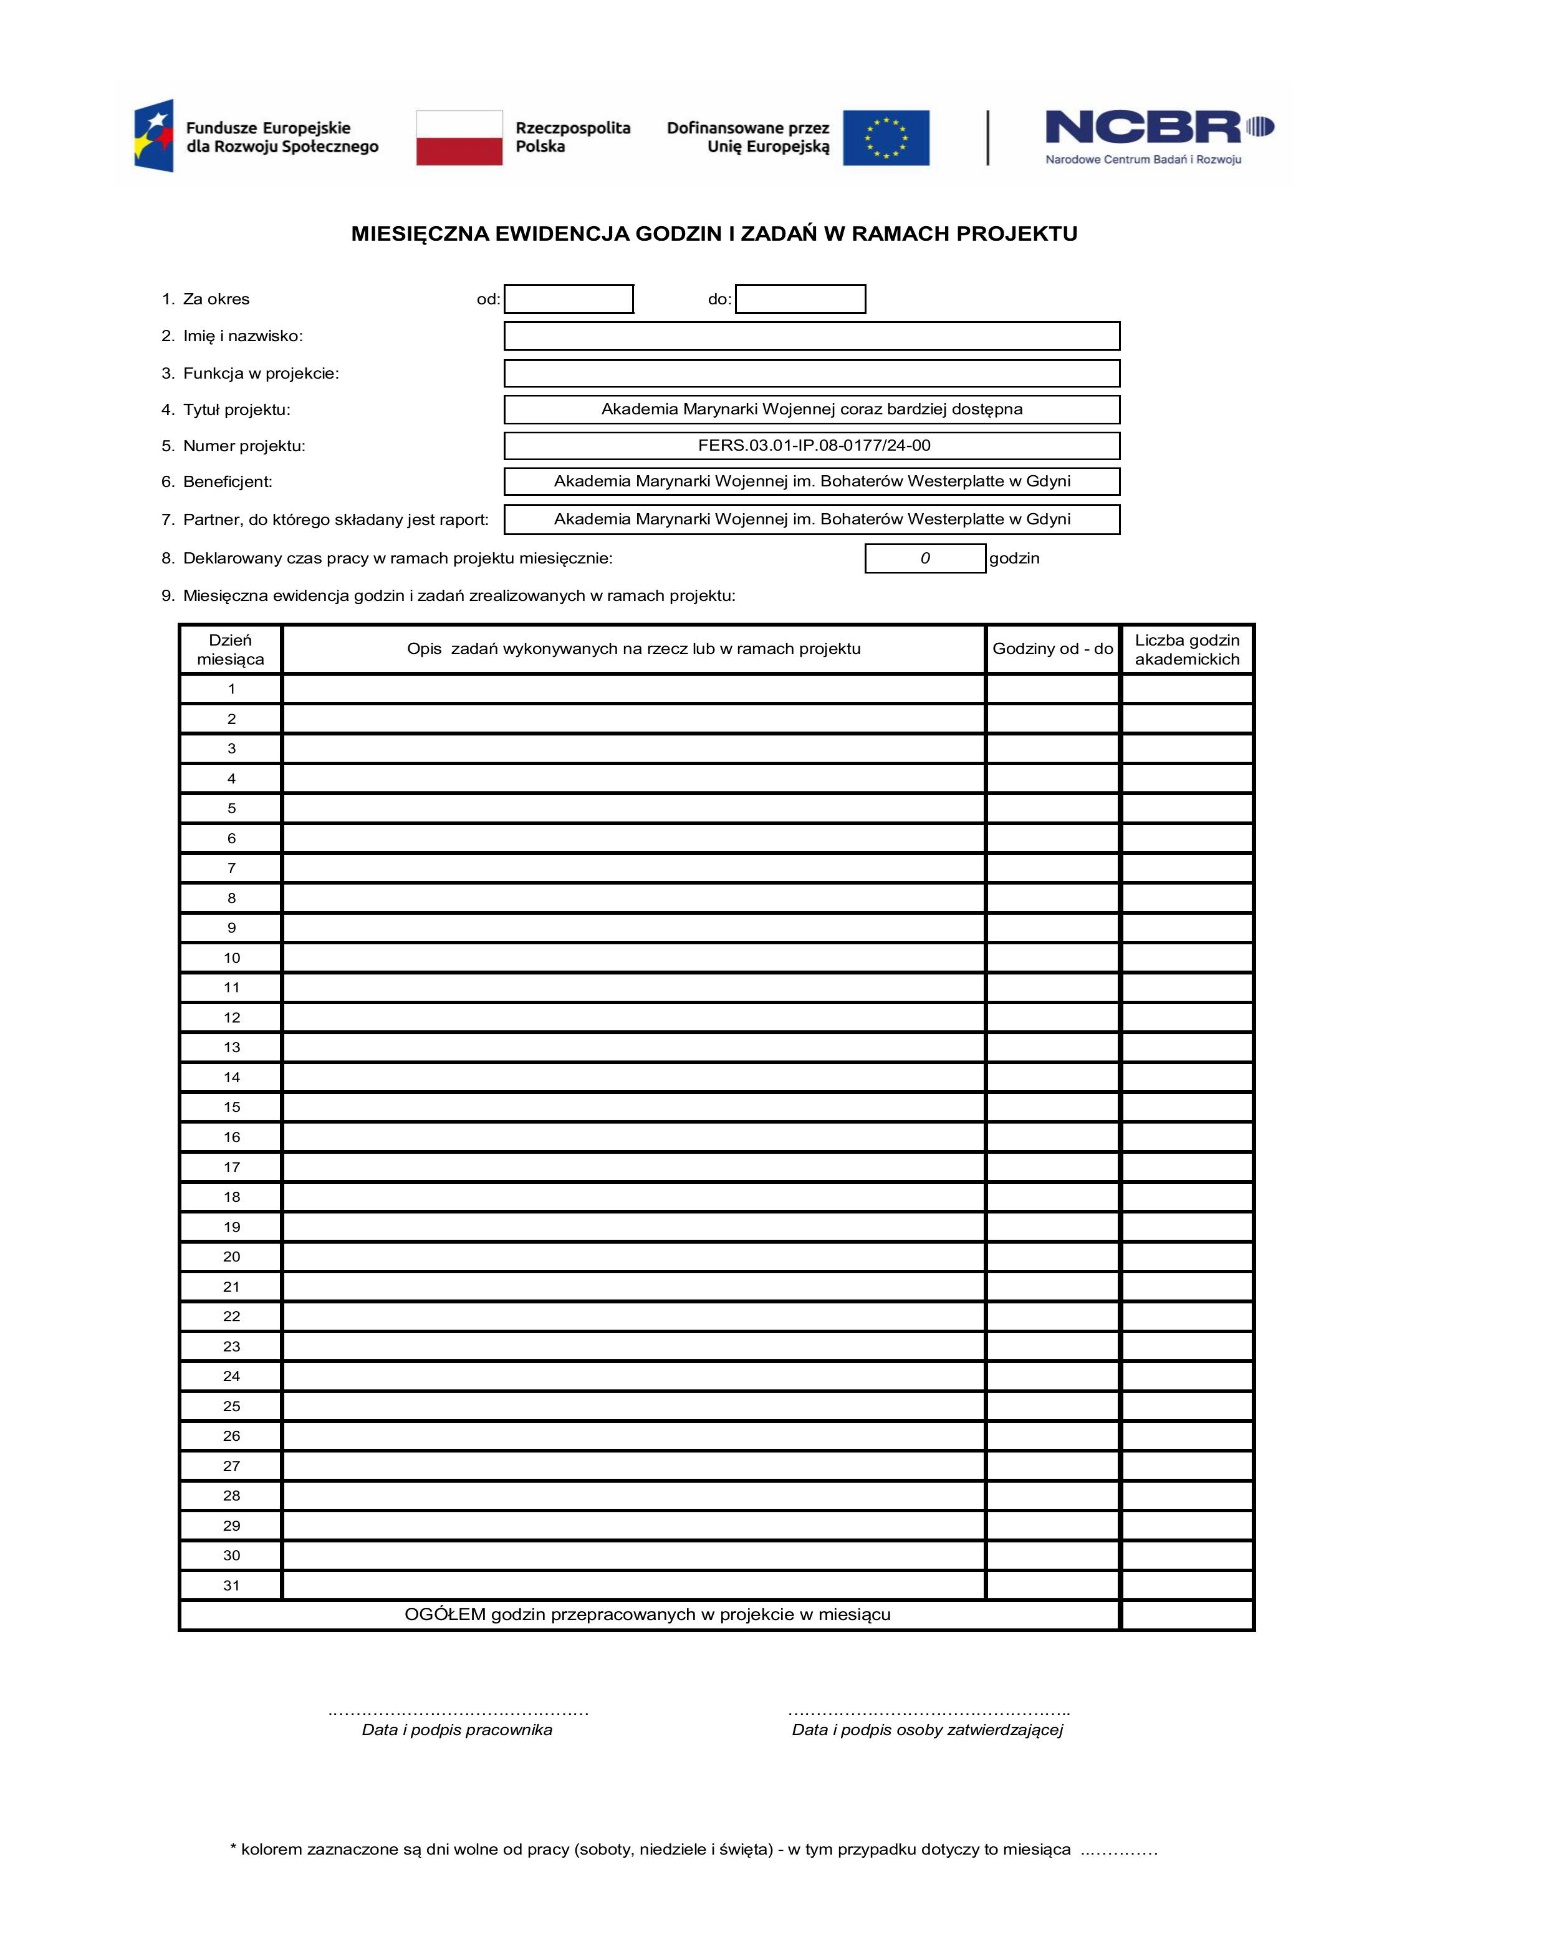 Fundusze Europejskie
dla Rozwoju Społecznego
Rzeczpospolita
Polska
Dofinansowane przez
Unię Europejską
NCBR
Narodowe Centrum Badań i Rozwoju
MIESIĘCZNA EWIDENCJA GODZIN I ZADAŃ W RAMACH PROJEKTU
1. Za okres od: do:
2. Imię i nazwisko:
3. Funkcja w projekcie:
4. Tytuł projektu: Akademia Marynarki Wojennej coraz bardziej dostępna
5. Numer projektu: FERS.03.01-IP.08-0177/24-00
6. Beneficjent: Akademia Marynarki Wojennej im. Bohaterów Westerplatte w Gdyni
7. Partner, do którego składany jest raport: Akademia Marynarki Wojennej im. Bohaterów Westerplatte w Gdyni
8. Deklarowany czas pracy w ramach projektu miesięcznie: 0 godzin
9. Miesięczna ewidencja godzin i zadań zrealizowanych w ramach projektu:
Dzień miesiąca Opis zadań wykonywanych na rzecz lub w ramach projektu Godziny od - do Liczba godzin akademickich
1
2
3
4
5
6
7
8
9
10
11
12
13
14
15
16
17
18
19
20
21
22
23
24
25
26
27
28
29
30
31
OGÓŁEM godzin przepracowanych w projekcie w miesiącu
……………………………………… ………………………………………..
Data i podpis pracownika Data i podpis osoby zatwierdzającej
* kolorem zaznaczone są dni wolne od pracy (soboty, niedziele i święta) - w tym przypadku dotyczy to miesiąca ..…………